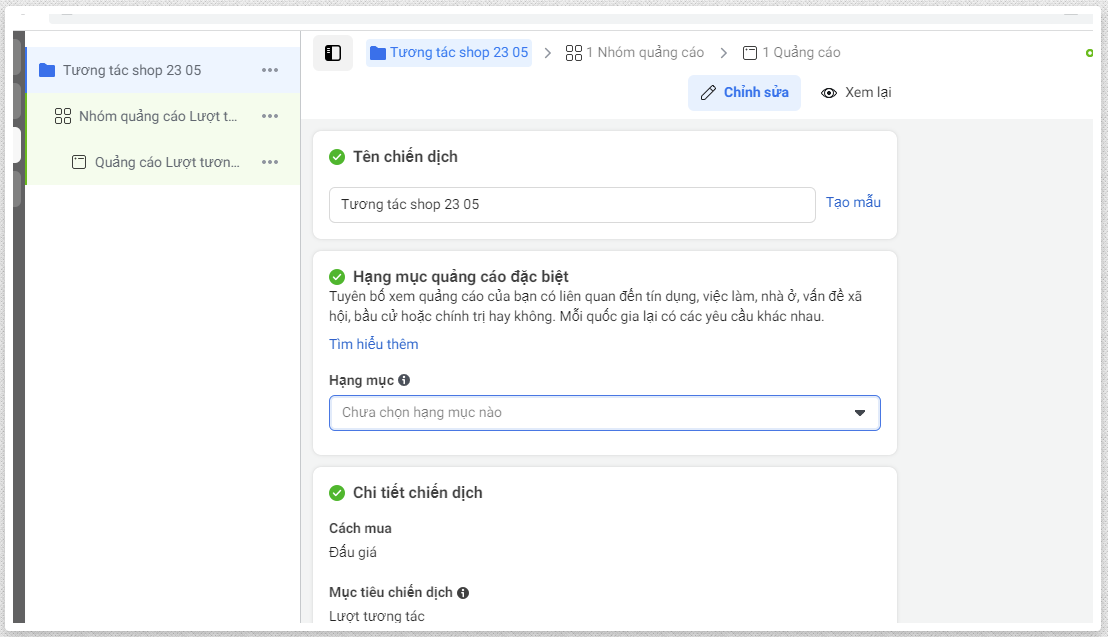 Tương tác shop 23 05
Nhóm quảng cáo Lượt t...
Quảng cáo Lượt tươn...
Tương tác shop 23 05 > 1 Nhóm quảng cáo > 1 Quảng cáo
Chỉnh sửa Xem lại
Tên chiến dịch
Tương tác shop 23 05 Tạo mẫu
Hạng mục quảng cáo đặc biệt
Tuyên bố xem quảng cáo của bạn có liên quan đến tín dụng, việc làm, nhà ở, vấn đề xã
hội, bầu cử hoặc chính trị hay không. Mỗi quốc gia lại có các yêu cầu khác nhau.
Tìm hiểu thêm
Hạng mục
Chưa chọn hạng mục nào
Chi tiết chiến dịch
Cách mua
Đấu giá
Mục tiêu chiến dịch
Lượt tương tác